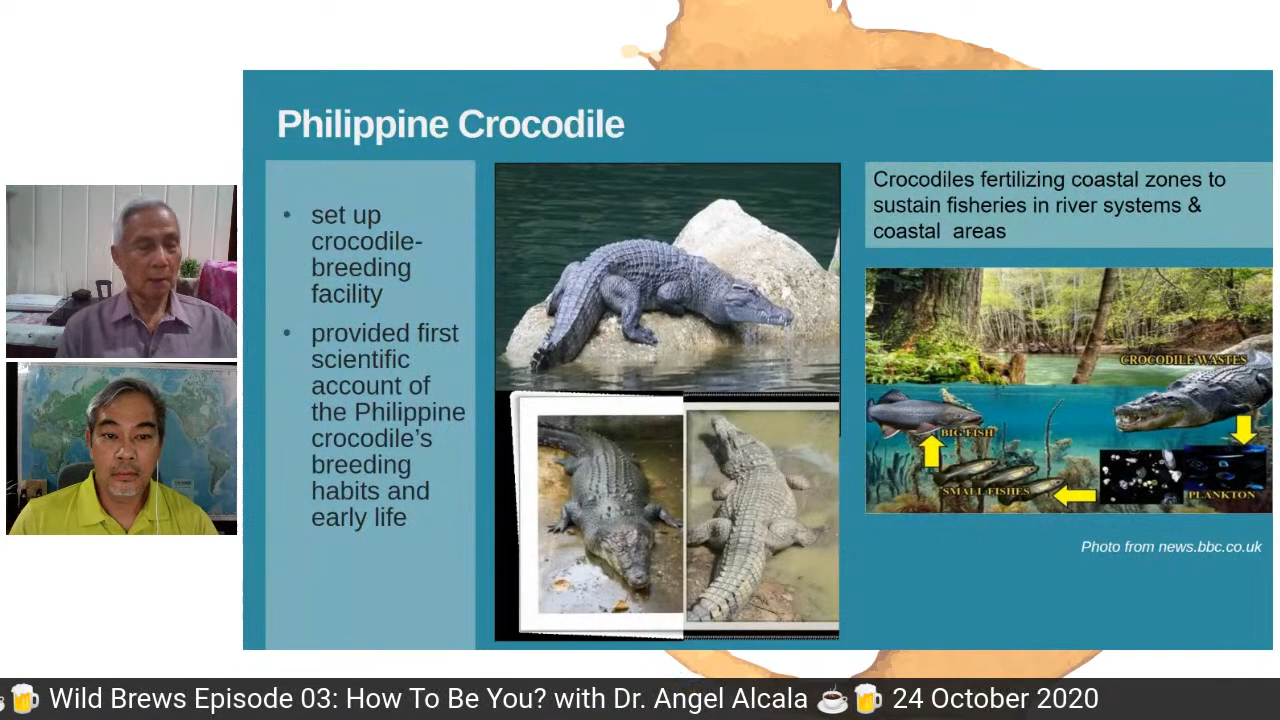 Philippine Crocodile
• set up
crocodile-
breeding
facility
• provided first
scientific
account of
the Philippine
crocodile's
breeding
habits and
early life
Crocodiles fertilizing coastal zones to
sustain fisheries in river systems &
coastal areas
CROCODILE WASTES
BIG FISH
SMALL FISHES
PLANKTON
Photo from news.bbc.co.uk
☕🍺 Wild Brews Episode 03: How To Be You? with Dr. Angel Alcala ☕🍺 24 October 2020